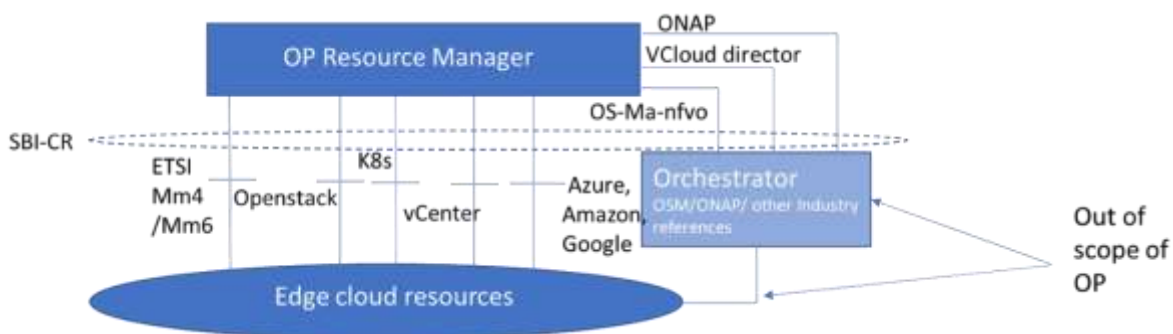 ONAP
OP Resource Manager
VCloud director
OS-Ma-nfvo
SBI-CR
ETSI
Mm4
/Mm6
Openstack
K8s
vCenter
Azure,
Amazon,
Google
Orchestrator
OSM/ONAP/ other Industry
references
Out of
scope of
OP
Edge cloud resources